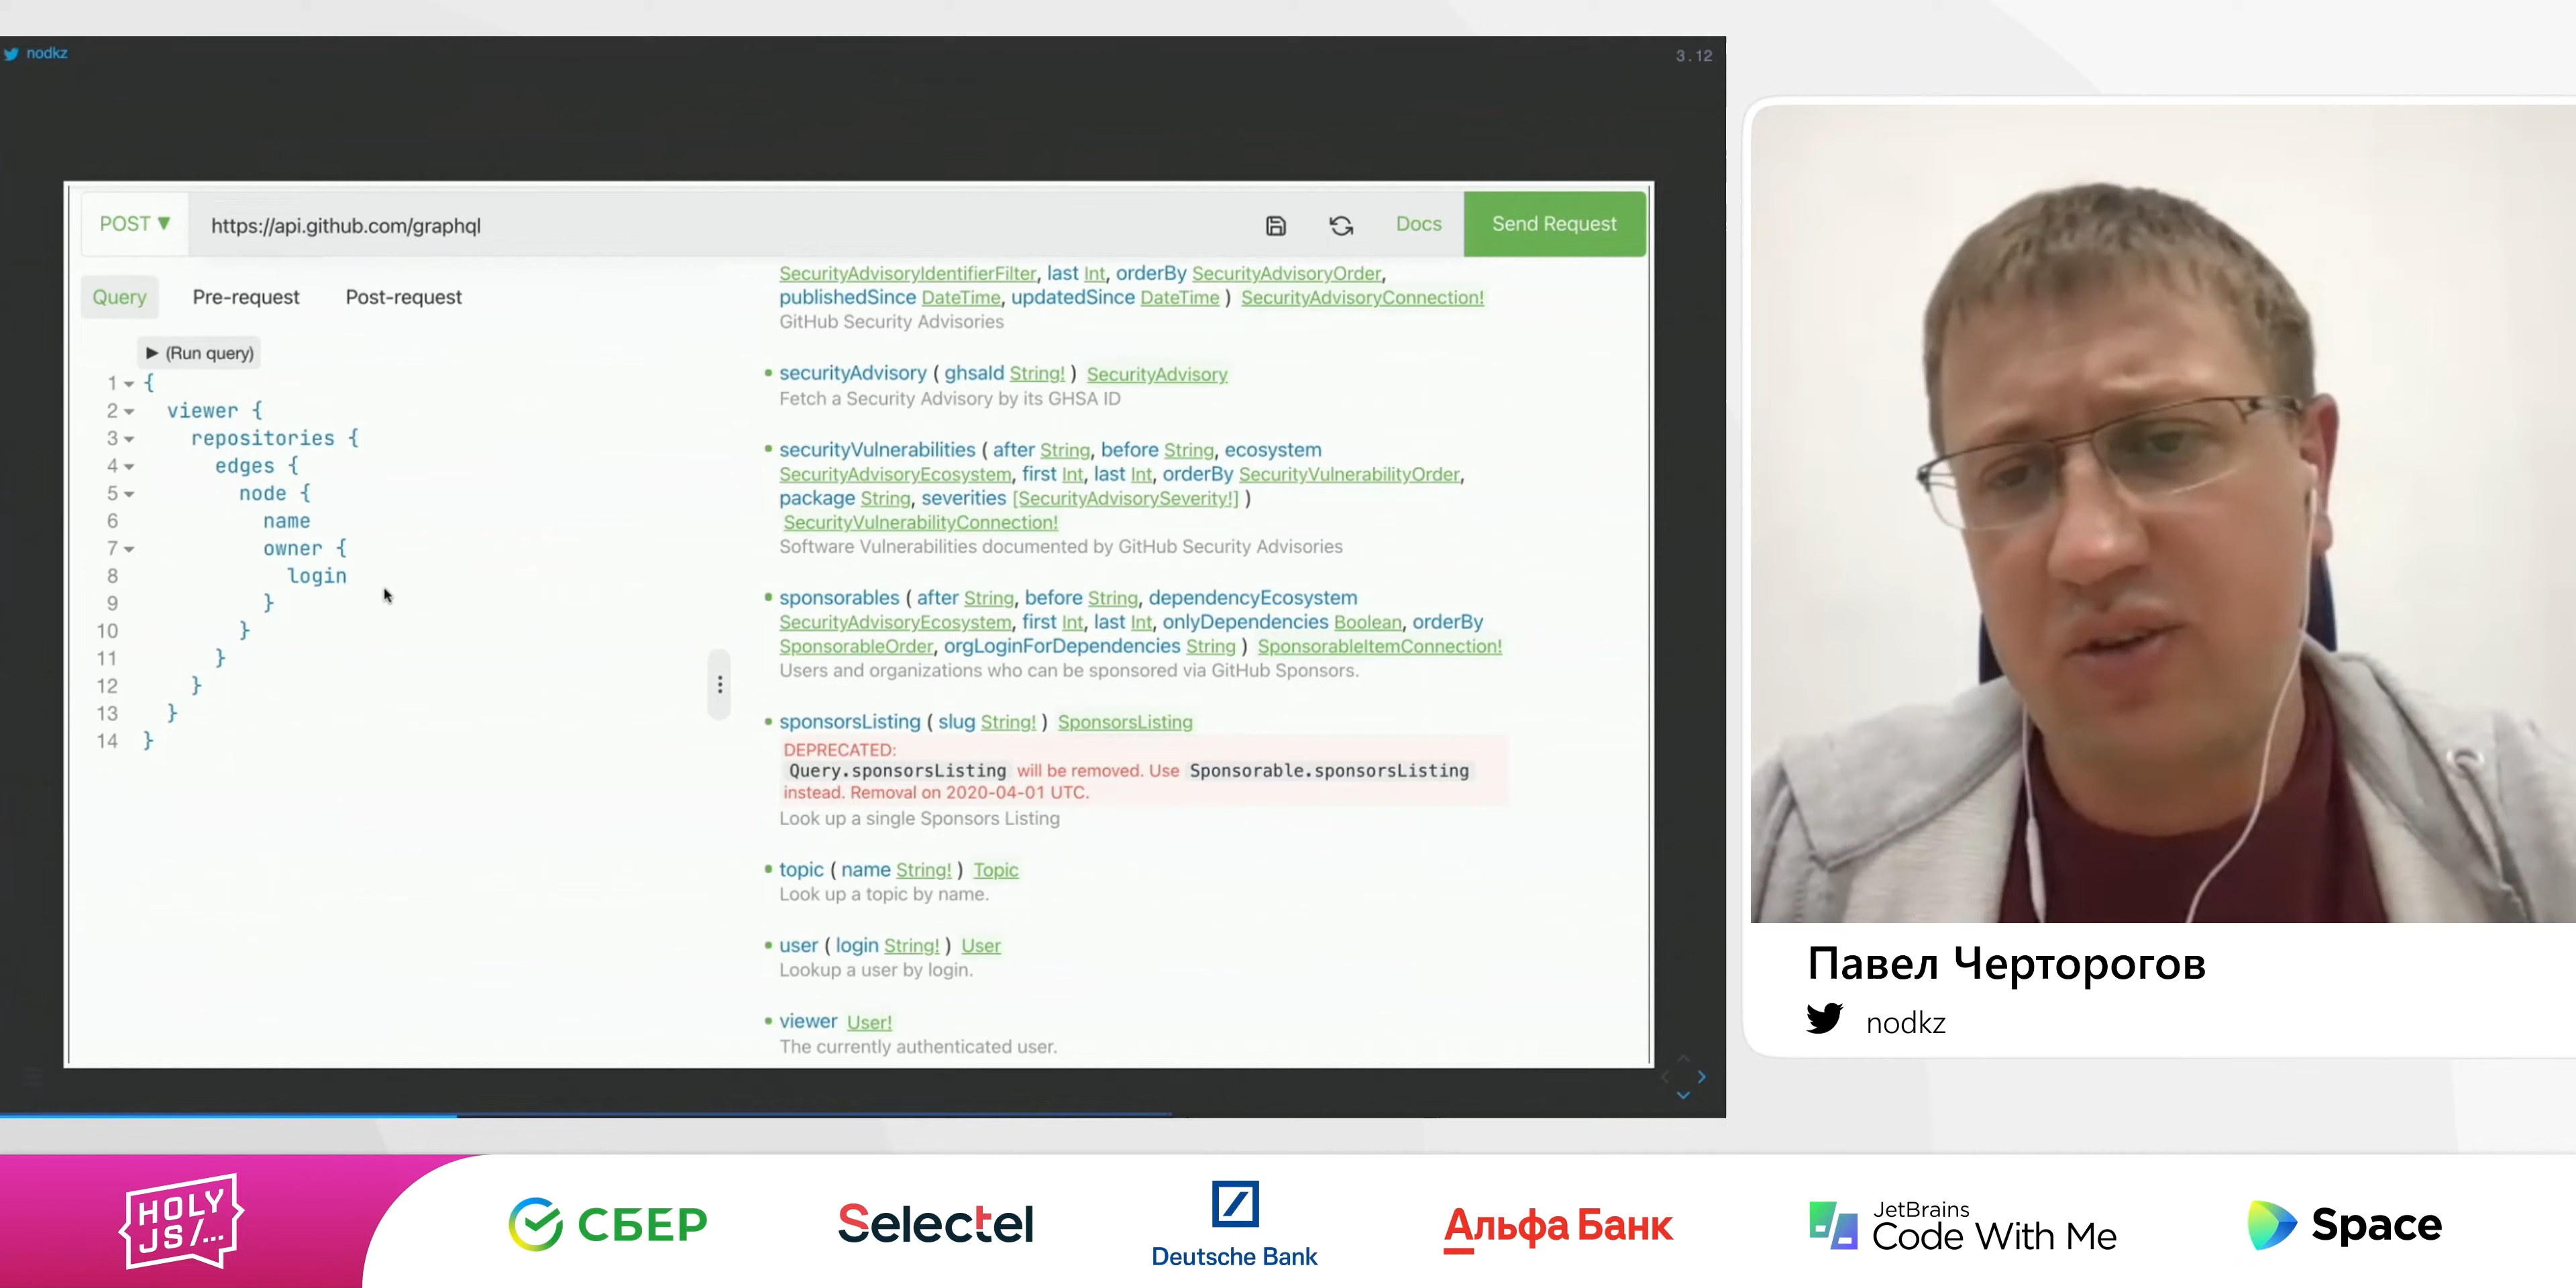 nodkz
3.12
POST ▼
https://api.github.com/graphql
Docs
Send Request
Query
Pre-request
Post-request
▶ (Run query)
1 {
2 viewer {
3 repositories {
4 edges {
5 node {
6 name
7 owner {
8 login
9 }
10 }
11 }
12 }
13 }
14 }
SecurityAdvisoryIdentifierFilter, last Int, orderBy SecurityAdvisoryOrder,
publishedSince DateTime, updatedSince DateTime ) SecurityAdvisoryConnection!
GitHub Security Advisories
• securityAdvisory ( ghsaId String! ) SecurityAdvisory
Fetch a Security Advisory by its GHSA ID
• securityVulnerabilities ( after String, before String, ecosystem
SecurityAdvisoryEcosystem, first Int, last Int, orderBy SecurityVulnerabilityOrder,
package String, severities [SecurityAdvisorySeverity!] )
SecurityVulnerabilityConnection!
Software Vulnerabilities documented by GitHub Security Advisories
• sponsorables ( after String, before String, dependencyEcosystem
SecurityAdvisoryEcosystem, first Int, last Int, onlyDependencies Boolean, orderBy
SponsorableOrder, orgLoginForDependencies String ) SponsorableItemConnection!
Users and organizations who can be sponsored via GitHub Sponsors.
• sponsorsListing ( slug String! ) SponsorsListing
DEPRECATED:
Query.sponsorsListing will be removed. Use Sponsorable.sponsorsListing
instead. Removal on 2020-04-01 UTC.
Look up a single Sponsors Listing
• topic ( name String! ) Topic
Look up a topic by name.
• user ( login String! ) User
Lookup a user by login.
• viewer User!
The currently authenticated user.
Павел Черторогов
nodkz
HOLY
JS/...
СБЕР
Selectel
Deutsche Bank
Альфа Банк
JetBrains
Code With Me
Space